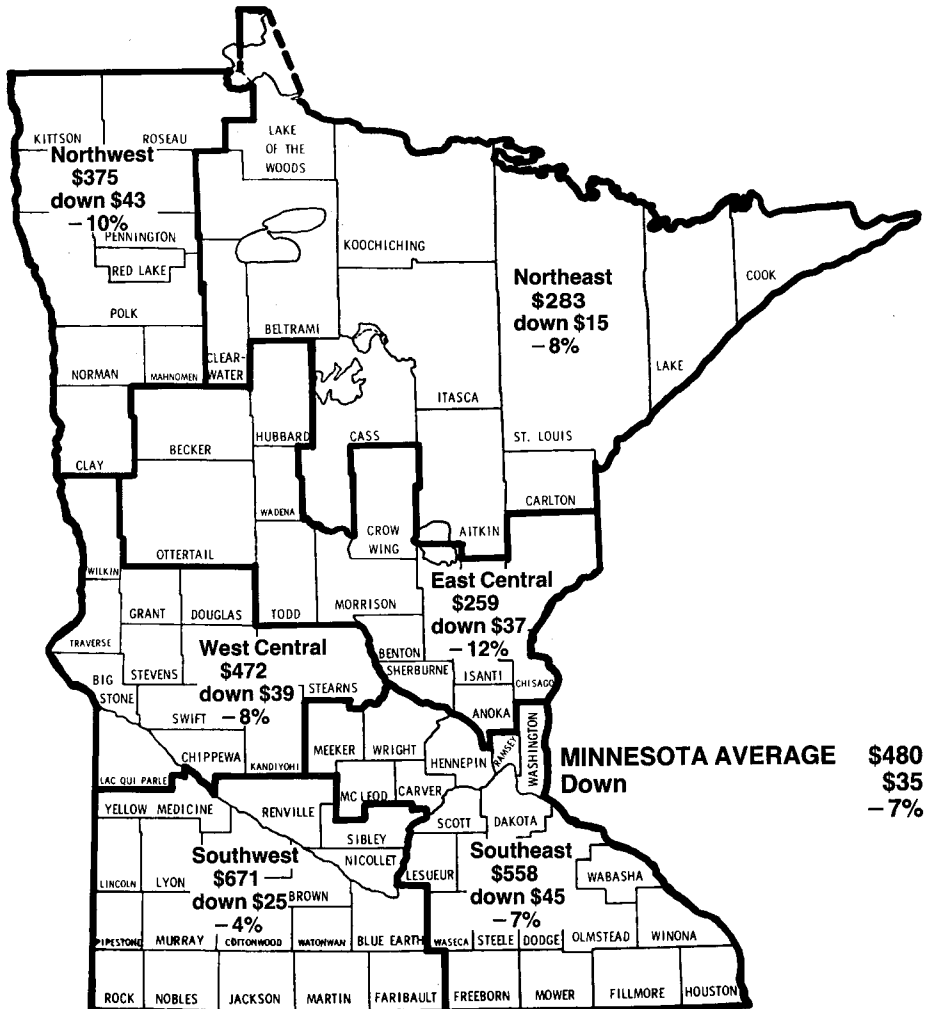 KITTSON
ROSEAU
LAKE
OF THE
WOODS
Northwest
$375
down $43
–10%
PENNINGTON
RED LAKE
POLK
NORMAN
MAHNOMEN
CLEAR-
WATER
BELTRAMI
KOOCHICHING
Northeast
$283
down $15
–8%
COOK
LAKE
ITASCA
ST. LOUIS
CLAY
BECKER
HUBBARD
CASS
WADENA
CROW
WING
AITKIN
CARLTON
OTTERTAIL
WILKIN
GRANT
DOUGLAS
TODD
MORRISON
East Central
$259
down $37
–12%
TRAVERSE
BIG
STONE
STEVENS
West Central
$472
down $39
–8%
STEARNS
BENTON
SHERBURNE
ISANTI
CHISAGO
SWIFT
ANOKA
CHIPPEWA
KANDIYOHI
MEEKER
WRIGHT
HENNEPIN
RAMSEY
WASHINGTON
MINNESOTA AVERAGE $480
Down $35
–7%
LAC QUI PARLE
YELLOW MEDICINE
RENVILLE
MC LEOD
CARVER
SCOTT
DAKOTA
SIBLEY
NICOLLET
LINCOLN
LYON
Southwest
$671
down $25
–4%
BROWN
LESUEUR
Southeast
$558
down $45
–7%
WABASHA
PIPESTONE
MURRAY
COTTONWOOD
WATONWAN
BLUE EARTH
WASECA
STEELE
DODGE
OLMSTEAD
WINONA
ROCK
NOBLES
JACKSON
MARTIN
FARIBAULT
FREEBORN
MOWER
FILLMORE
HOUSTON